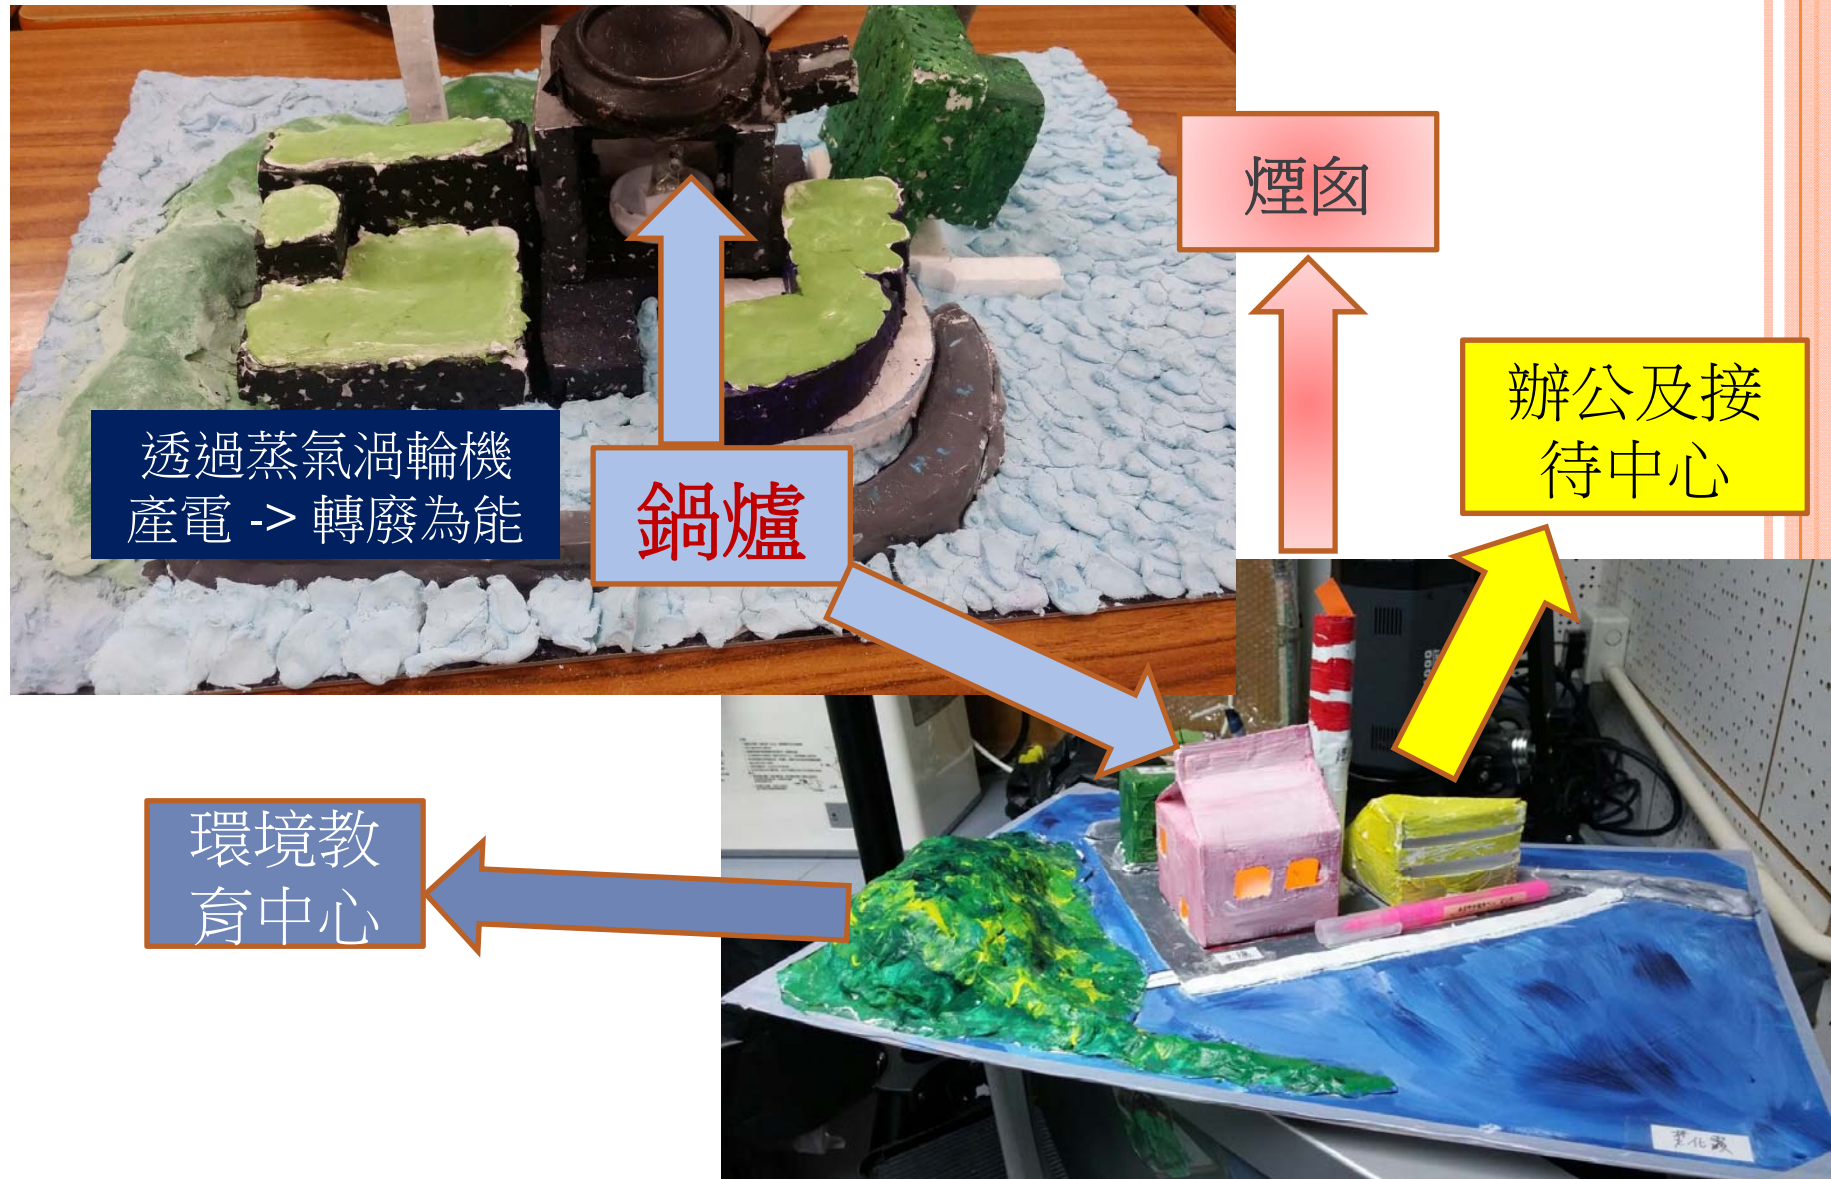 煙囪
辦公及接
待中心
透過蒸氣渦輪機
產電 -> 轉廢為能
鍋爐
環境教
育中心